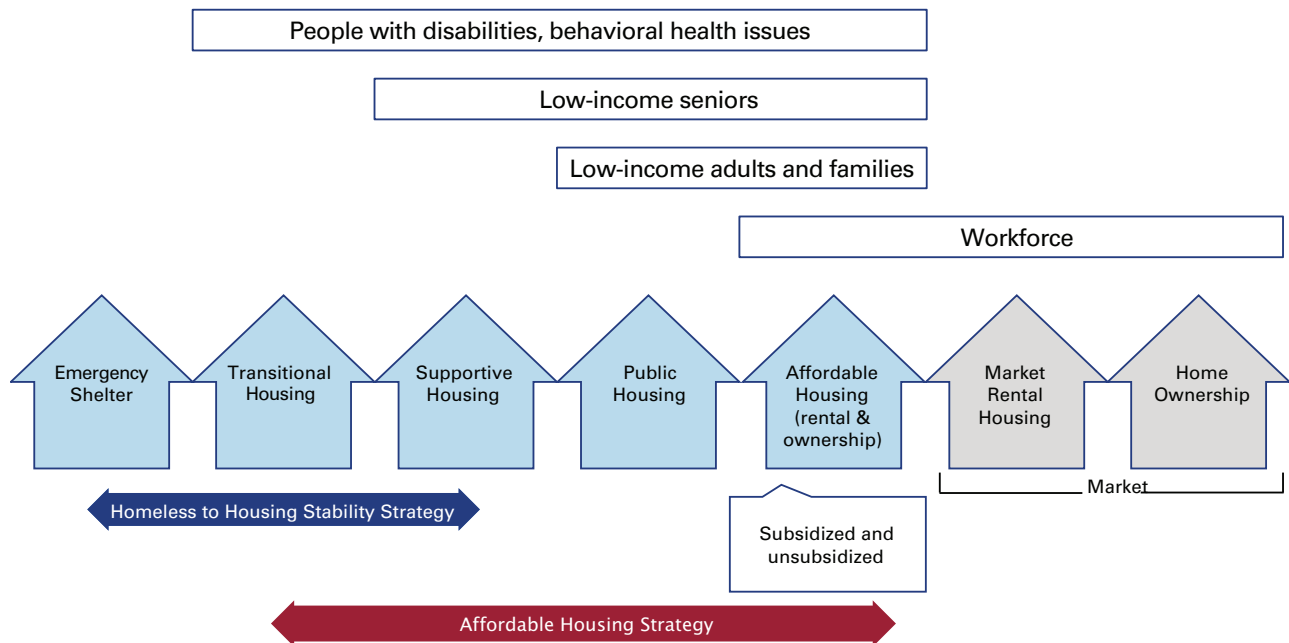 People with disabilities, behavioral health issues
Low-income seniors
Low-income adults and families
Workforce
Emergency
Shelter
Transitional
Housing
Supportive
Housing
Public
Housing
Affordable
Housing
(rental &
ownership)
Market
Rental
Housing
Home
Ownership
Market
Homeless to Housing Stability Strategy
Subsidized and
unsubsidized
Affordable Housing Strategy